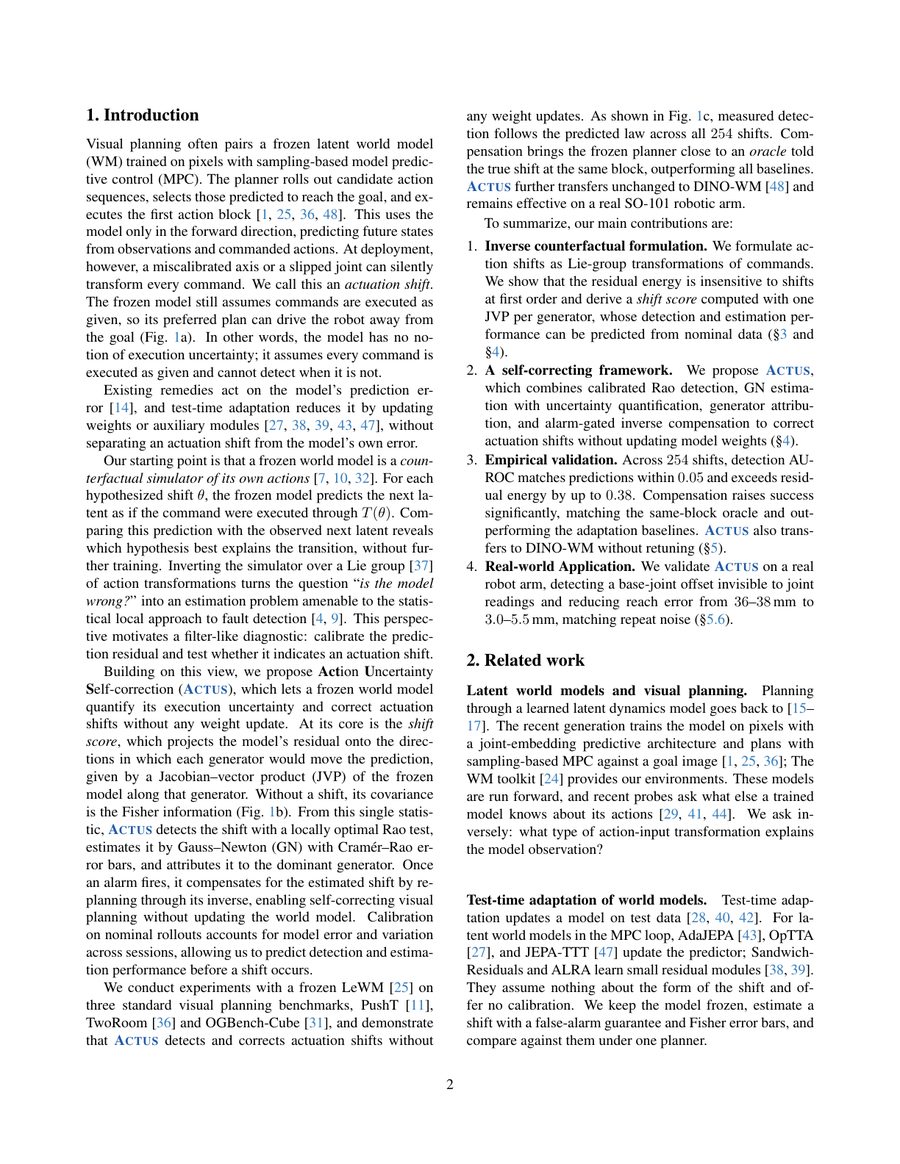 1. Introduction
Visual planning often pairs a frozen latent world model
(WM) trained on pixels with sampling-based model predic-
tive control (MPC). The planner rolls out candidate action
sequences, selects those predicted to reach the goal, and ex-
ecutes the first action block [1, 25, 36, 48]. This uses the
model only in the forward direction, predicting future states
from observations and commanded actions. At deployment,
however, a miscalibrated axis or a slipped joint can silently
transform every command. We call this an actuation shift.
The frozen model still assumes commands are executed as
given, so its preferred plan can drive the robot away from
the goal (Fig. 1a). In other words, the model has no no-
tion of execution uncertainty; it assumes every command is
executed as given and cannot detect when it is not.
Existing remedies act on the model's prediction er-
ror [14], and test-time adaptation reduces it by updating
weights or auxiliary modules [27, 38, 39, 43, 47], without
separating an actuation shift from the model's own error.
Our starting point is that a frozen world model is a coun-
terfactual simulator of its own actions [7, 10, 32]. For each
hypothesized shift θ, the frozen model predicts the next la-
tent as if the command were executed through T(θ). Com-
paring this prediction with the observed next latent reveals
which hypothesis best explains the transition, without fur-
ther training. Inverting the simulator over a Lie group [37]
of action transformations turns the question "is the model
wrong?" into an estimation problem amenable to the statis-
tical local approach to fault detection [4, 9]. This perspec-
tive motivates a filter-like diagnostic: calibrate the predic-
tion residual and test whether it indicates an actuation shift.
Building on this view, we propose Action Uncertainty
Self-correction (ACTUS), which lets a frozen world model
quantify its execution uncertainty and correct actuation
shifts without any weight update. At its core is the shift
score, which projects the model's residual onto the direc-
tions in which each generator would move the prediction,
given by a Jacobian–vector product (JVP) of the frozen
model along that generator. Without a shift, its covariance
is the Fisher information (Fig. 1b). From this single statis-
tic, ACTUS detects the shift with a locally optimal Rao test,
estimates it by Gauss–Newton (GN) with Cramér–Rao er-
ror bars, and attributes it to the dominant generator. Once
an alarm fires, it compensates for the estimated shift by re-
planning through its inverse, enabling self-correcting visual
planning without updating the world model. Calibration
on nominal rollouts accounts for model error and variation
across sessions, allowing us to predict detection and estima-
tion performance before a shift occurs.
We conduct experiments with a frozen LeWM [25] on
three standard visual planning benchmarks, PushT [11],
TwoRoom [36] and OGBench-Cube [31], and demonstrate
that ACTUS detects and corrects actuation shifts without
any weight updates. As shown in Fig. 1c, measured detec-
tion follows the predicted law across all 254 shifts. Com-
pensation brings the frozen planner close to an oracle told
the true shift at the same block, outperforming all baselines.
ACTUS further transfers unchanged to DINO-WM [48] and
remains effective on a real SO-101 robotic arm.
To summarize, our main contributions are:
1. Inverse counterfactual formulation. We formulate ac-
tion shifts as Lie-group transformations of commands.
We show that the residual energy is insensitive to shifts
at first order and derive a shift score computed with one
JVP per generator, whose detection and estimation per-
formance can be predicted from nominal data (§3 and
§4).
2. A self-correcting framework. We propose ACTUS,
which combines calibrated Rao detection, GN estima-
tion with uncertainty quantification, generator attribu-
tion, and alarm-gated inverse compensation to correct
actuation shifts without updating model weights (§4).
3. Empirical validation. Across 254 shifts, detection AU-
ROC matches predictions within 0.05 and exceeds resid-
ual energy by up to 0.38. Compensation raises success
significantly, matching the same-block oracle and out-
performing the adaptation baselines. ACTUS also trans-
fers to DINO-WM without retuning (§5).
4. Real-world Application. We validate ACTUS on a real
robot arm, detecting a base-joint offset invisible to joint
readings and reducing reach error from 36–38 mm to
3.0–5.5 mm, matching repeat noise (§5.6).
2. Related work
Latent world models and visual planning. Planning
through a learned latent dynamics model goes back to [15–
17]. The recent generation trains the model on pixels with
a joint-embedding predictive architecture and plans with
sampling-based MPC against a goal image [1, 25, 36]; The
WM toolkit [24] provides our environments. These models
are run forward, and recent probes ask what else a trained
model knows about its actions [29, 41, 44]. We ask in-
versely: what type of action-input transformation explains
the model observation?
Test-time adaptation of world models. Test-time adap-
tation updates a model on test data [28, 40, 42]. For la-
tent world models in the MPC loop, AdaJEPA [43], OpTTA
[27], and JEPA-TTT [47] update the predictor; Sandwich-
Residuals and ALRA learn small residual modules [38, 39].
They assume nothing about the form of the shift and of-
fer no calibration. We keep the model frozen, estimate a
shift with a false-alarm guarantee and Fisher error bars, and
compare against them under one planner.
2